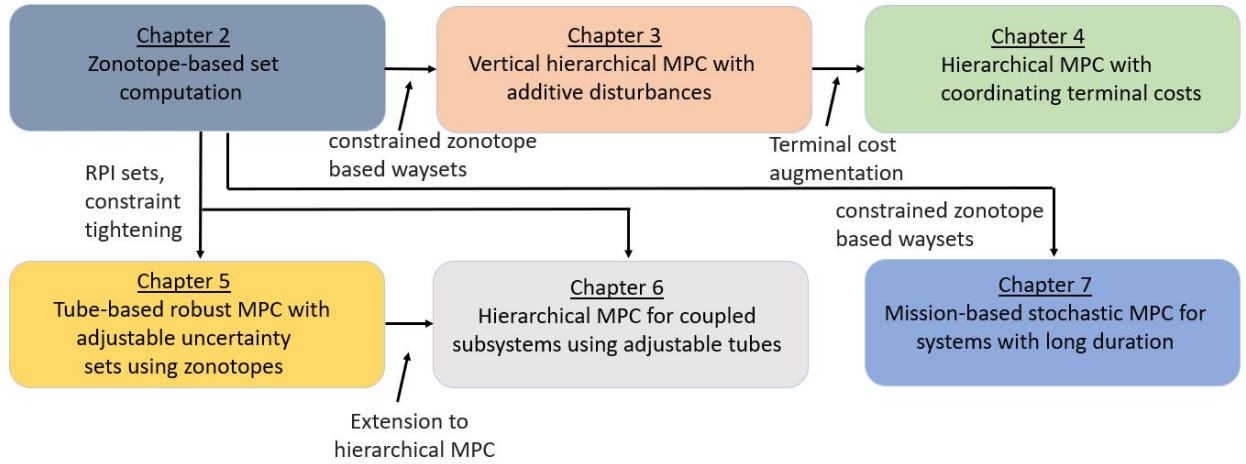 Chapter 2
Zonotope-based set
computation
Chapter 3
Vertical hierarchical MPC with
additive disturbances
Chapter 4
Hierarchical MPC with
coordinating terminal costs
constrained zonotope
based waysets
Terminal cost
augmentation
RPI sets,
constraint
tightening
constrained zonotope
based waysets
Chapter 5
Tube-based robust MPC with
adjustable uncertainty
sets using zonotopes
Chapter 6
Hierarchical MPC for coupled
subsystems using adjustable tubes
Chapter 7
Mission-based stochastic MPC for
systems with long duration
Extension to
hierarchical MPC